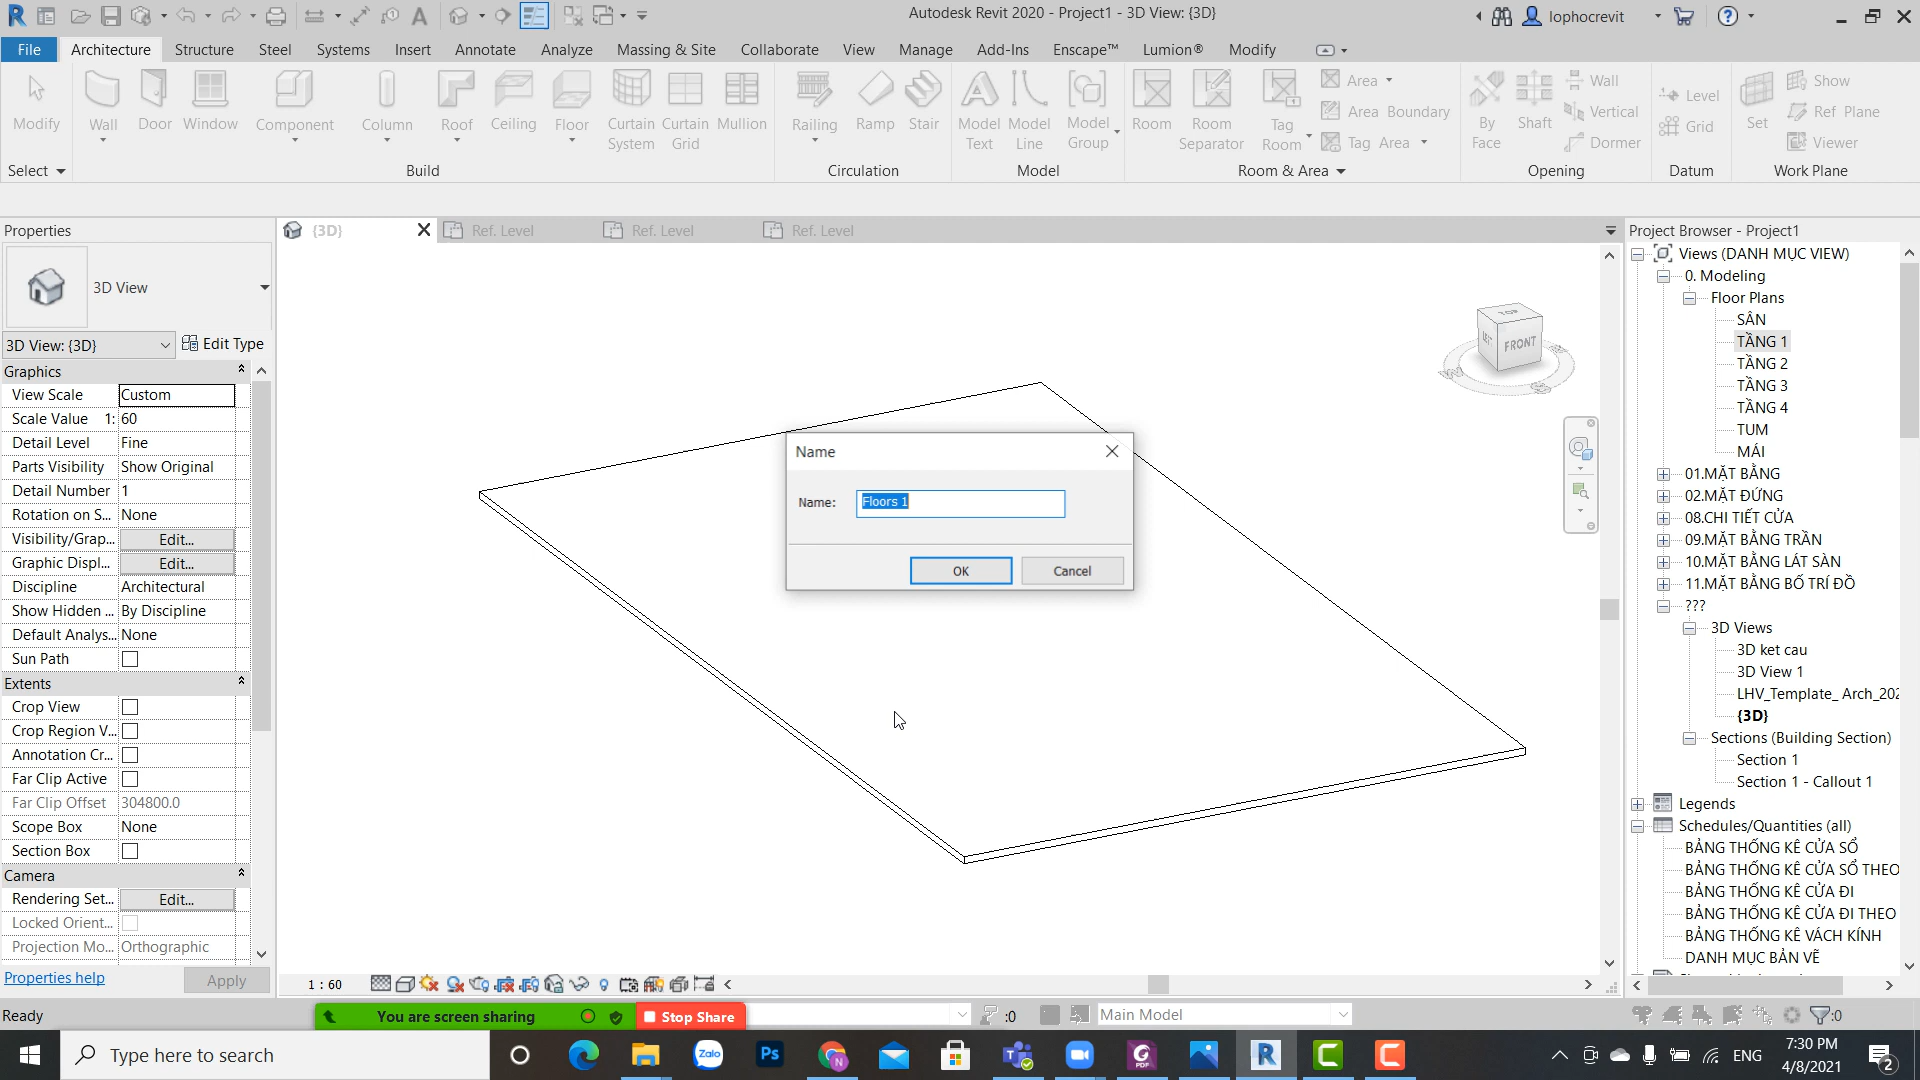 Autodesk Revit 2020 - Project1 - 3D View: {3D}
lophocrevit
File Architecture Structure Steel Systems Insert Annotate Analyze Massing & Site Collaborate View Manage Add-Ins Enscape™ Lumion® Modify
Modify Wall Door Window Component Column Roof Ceiling Floor Curtain System Curtain Grid Mullion Railing Ramp Stair Model Text Model Line Model Group Room Room Separator Tag Room Area Area Boundary Tag Area By Face Shaft Wall Vertical Dormer Level Grid Set Show Ref Plane Viewer
Select Build Circulation Model Room & Area Opening Datum Work Plane
Properties
3D View
3D View: {3D} Edit Type
Graphics
View Scale Custom
Scale Value 1: 60
Detail Level Fine
Parts Visibility Show Original
Detail Number 1
Rotation on S... None
Visibility/Grap... Edit...
Graphic Displ... Edit...
Discipline Architectural
Show Hidden ... By Discipline
Default Analys... None
Sun Path
Extents
Crop View
Crop Region V...
Annotation Cr...
Far Clip Active
Far Clip Offset 304800.0
Scope Box None
Section Box
Camera
Rendering Set... Edit...
Locked Orient...
Projection Mo... Orthographic
Properties help Apply
{3D} Ref. Level Ref. Level Ref. Level
TOP
LEFT FRONT
Name
Name: Floors 1
OK Cancel
1 : 60
Project Browser - Project1
Views (DANH MỤC VIEW)
0. Modeling
Floor Plans
SÂN
TẦNG 1
TẦNG 2
TẦNG 3
TẦNG 4
TUM
MÁI
01.MẶT BẰNG
02.MẶT ĐỨNG
08.CHI TIẾT CỬA
09.MẶT BẰNG TRẦN
10.MẶT BẰNG LÁT SÀN
11.MẶT BẰNG BỐ TRÍ ĐỒ
???
3D Views
3D ket cau
3D View 1
LHV_Template_ Arch_202
{3D}
Sections (Building Section)
Section 1
Section 1 - Callout 1
Legends
Schedules/Quantities (all)
BẢNG THỐNG KÊ CỬA SỔ
BẢNG THỐNG KÊ CỬA SỔ THEO
BẢNG THỐNG KÊ CỬA ĐI
BẢNG THỐNG KÊ CỬA ĐI THEO
BẢNG THỐNG KÊ VÁCH KÍNH
DANH MỤC BẢN VẼ
Ready You are screen sharing Stop Share :0 Main Model :0
Type here to search
Zalo Ps N PDF R C C
ENG 7:30 PM
4/8/2021 2